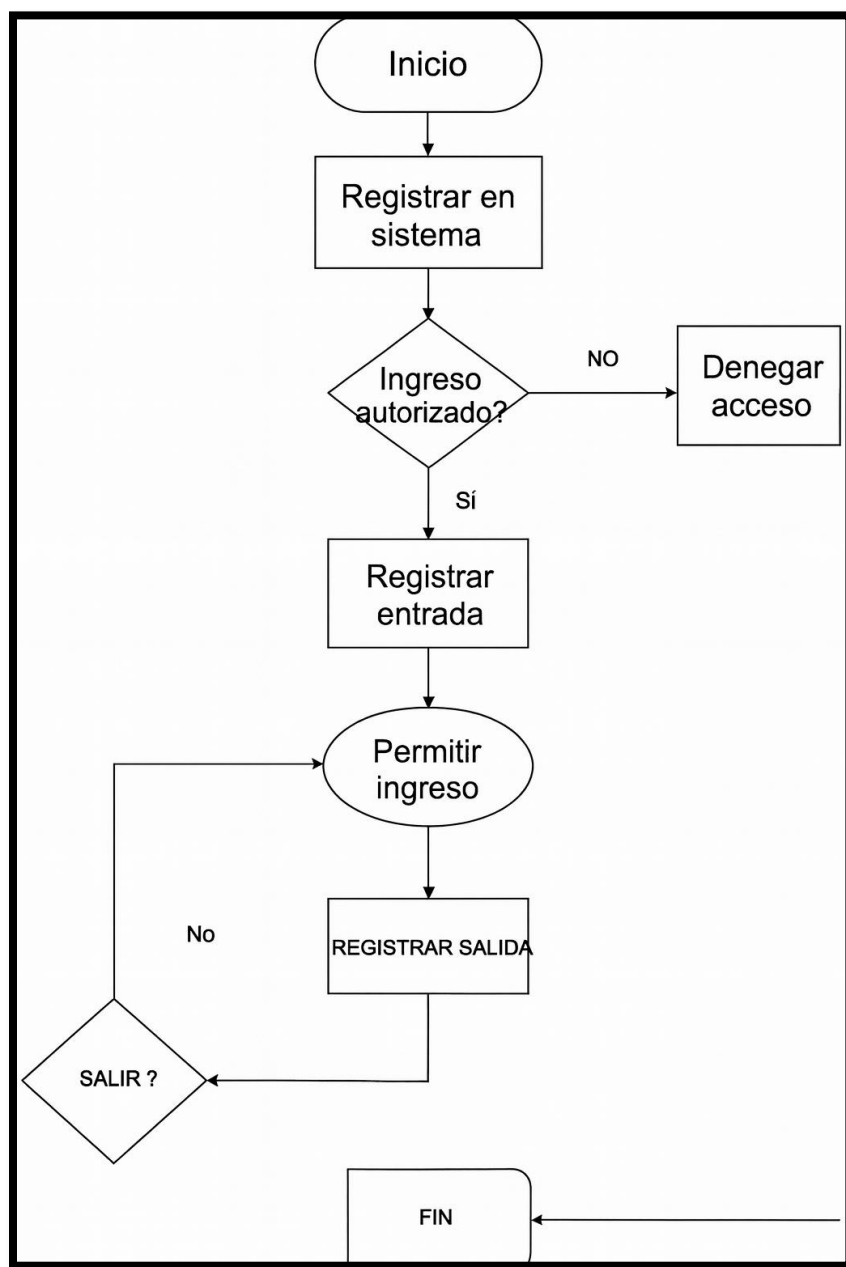 Inicio
Registrar en
sistema
Ingreso
autorizado?
NO
Denegar
acceso
Sí
Registrar
entrada
Permitir
ingreso
No
REGISTRAR SALIDA
SALIR ?
FIN